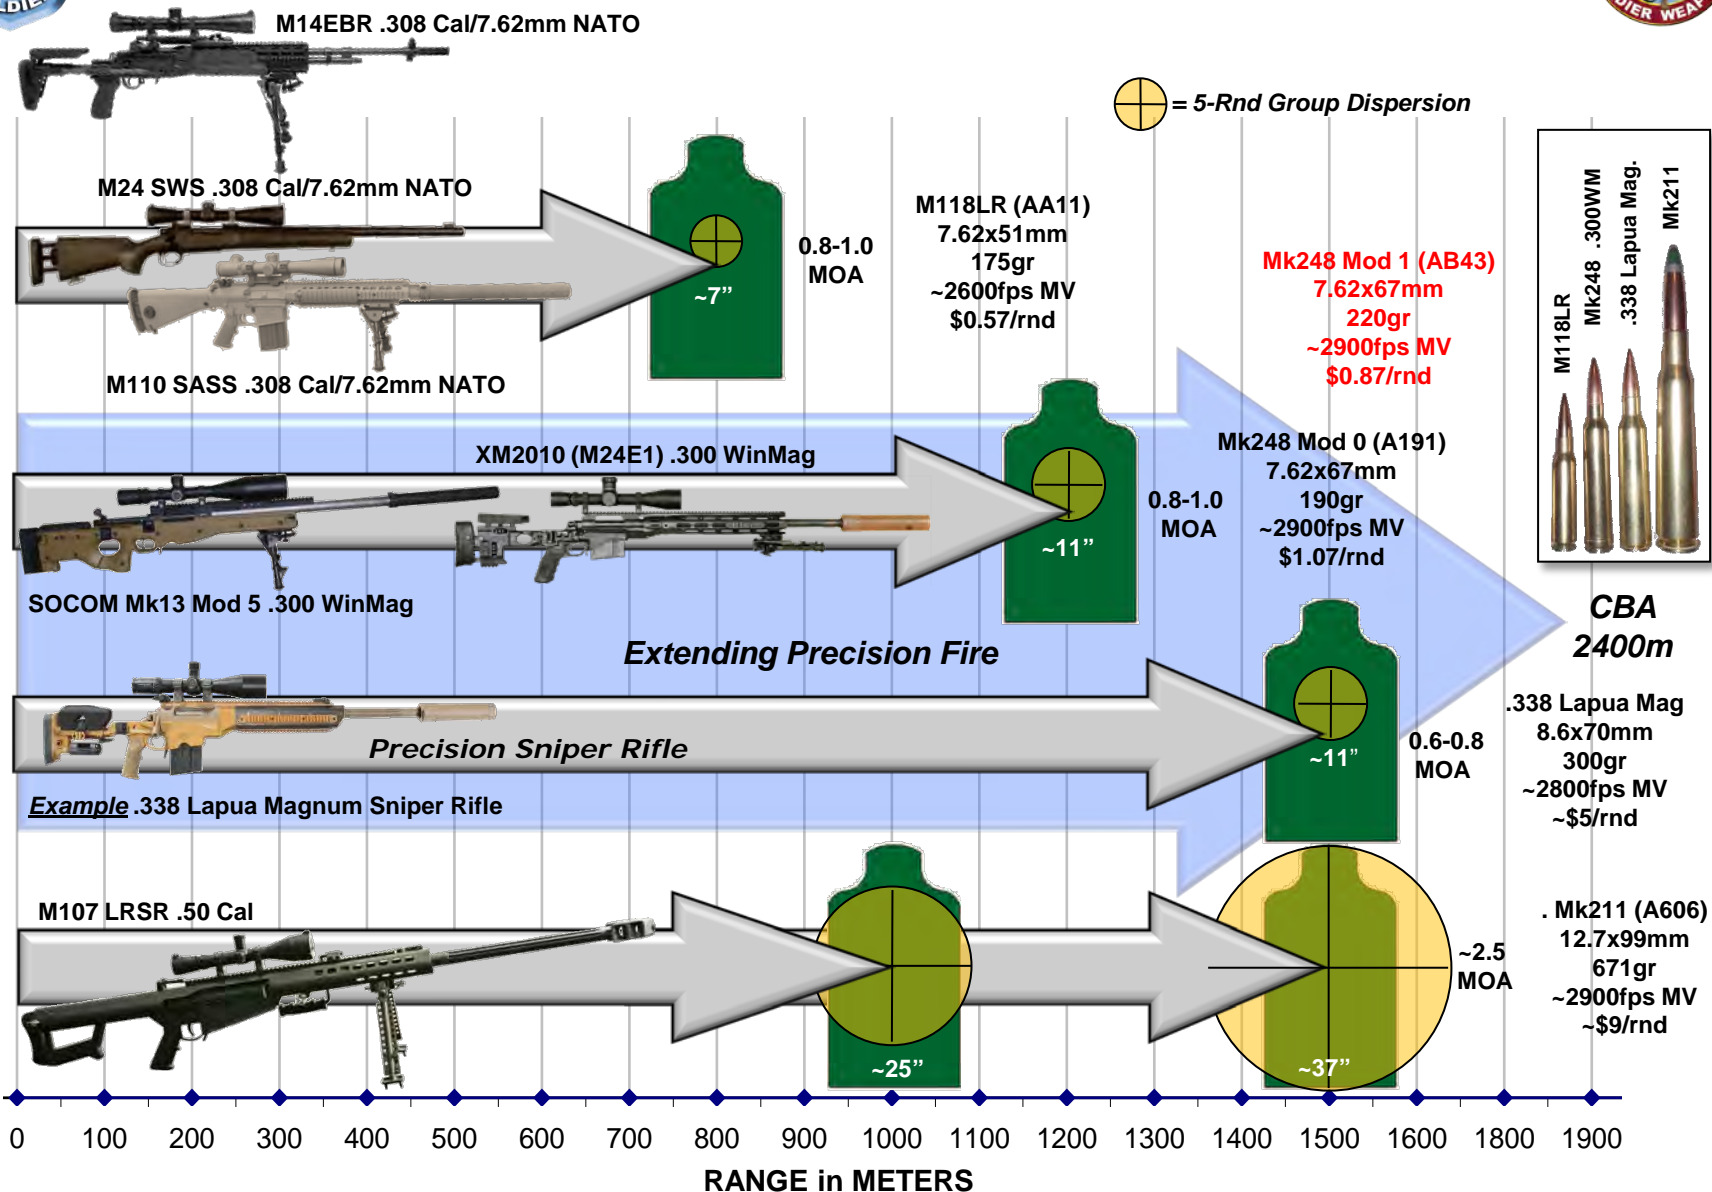 LDIE
DIER WEAP
M14EBR .308 Cal/7.62mm NATO
= 5-Rnd Group Dispersion
M24 SWS .308 Cal/7.62mm NATO
~7”
0.8-1.0
MOA
M118LR (AA11)
7.62x51mm
175gr
~2600fps MV
$0.57/rnd
Mk248 Mod 1 (AB43)
7.62x67mm
220gr
~2900fps MV
$0.87/rnd
M118LR
Mk248 .300WM
.338 Lapua Mag.
Mk211
M110 SASS .308 Cal/7.62mm NATO
XM2010 (M24E1) .300 WinMag
~11”
0.8-1.0
MOA
Mk248 Mod 0 (A191)
7.62x67mm
190gr
~2900fps MV
$1.07/rnd
SOCOM Mk13 Mod 5 .300 WinMag
CBA
2400m
Extending Precision Fire
Precision Sniper Rifle
~11”
0.6-0.8
MOA
.338 Lapua Mag
8.6x70mm
300gr
~2800fps MV
~$5/rnd
Example .338 Lapua Magnum Sniper Rifle
M107 LRSR .50 Cal
~25”
~37”
~2.5
MOA
. Mk211 (A606)
12.7x99mm
671gr
~2900fps MV
~$9/rnd
0 100 200 300 400 500 600 700 800 900 1000 1100 1200 1300 1400 1500 1600 1800 1900
RANGE in METERS